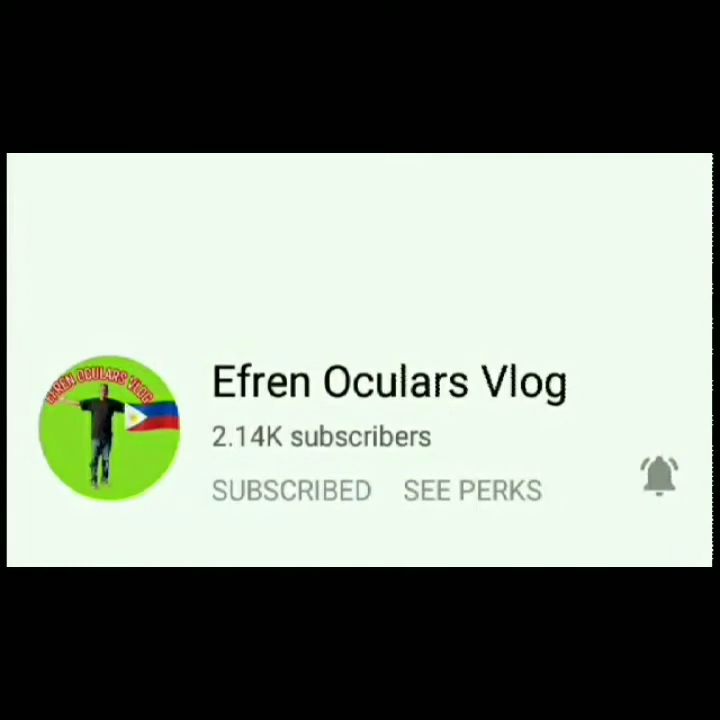 EFREN OCULARS VLOG
Efren Oculars Vlog
2.14K subscribers
SUBSCRIBED SEE PERKS